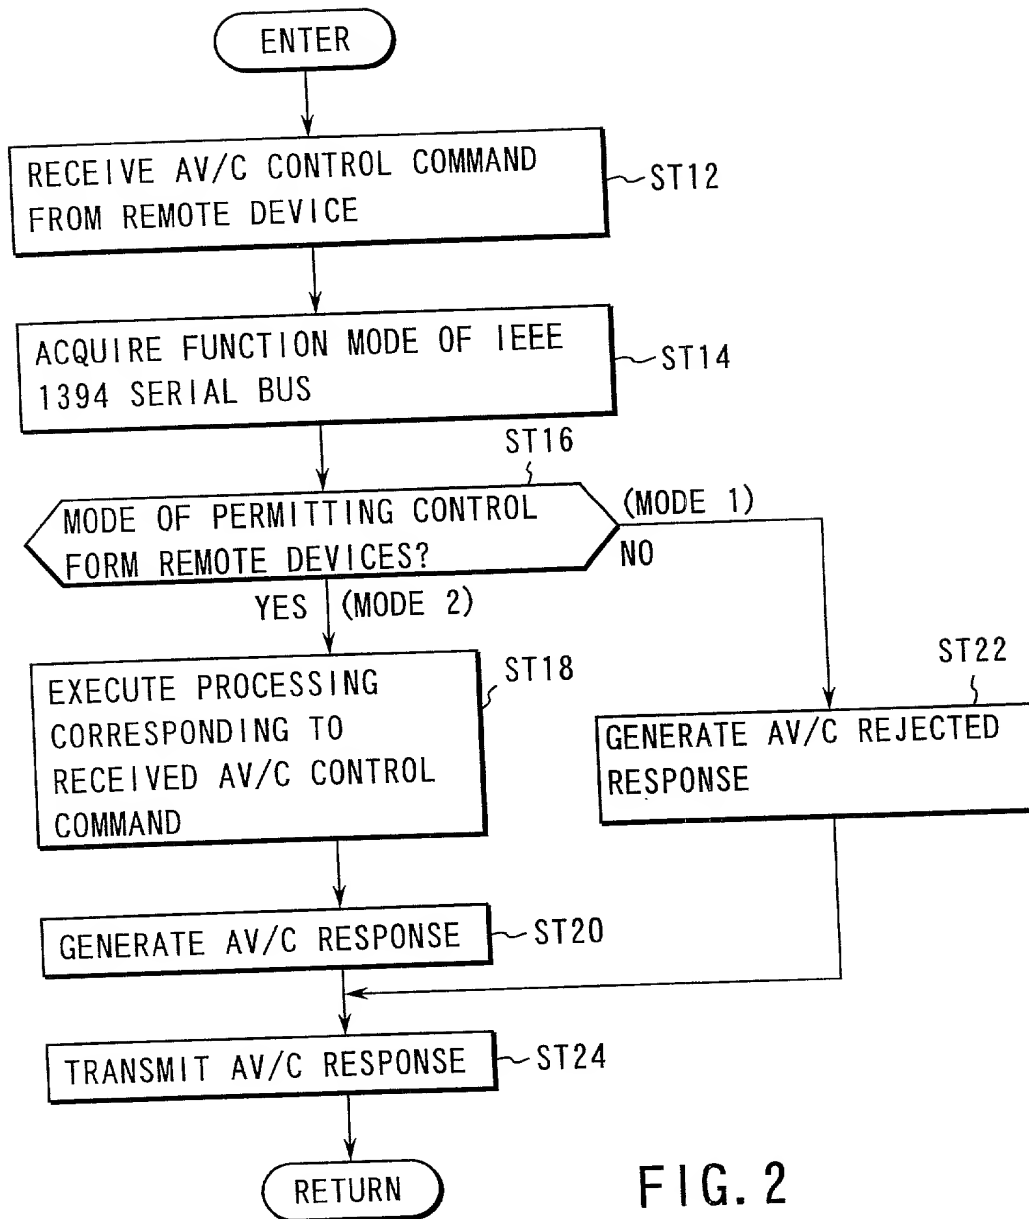 ENTER
RECEIVE AV/C CONTROL COMMAND
FROM REMOTE DEVICE
ST12
ACQUIRE FUNCTION MODE OF IEEE
1394 SERIAL BUS
ST14
ST16
MODE OF PERMITTING CONTROL
FORM REMOTE DEVICES?
(MODE 1)
NO
YES (MODE 2)
EXECUTE PROCESSING
CORRESPONDING TO
RECEIVED AV/C CONTROL
COMMAND
ST18
ST22
GENERATE AV/C REJECTED
RESPONSE
GENERATE AV/C RESPONSE
ST20
TRANSMIT AV/C RESPONSE
ST24
RETURN
FIG. 2